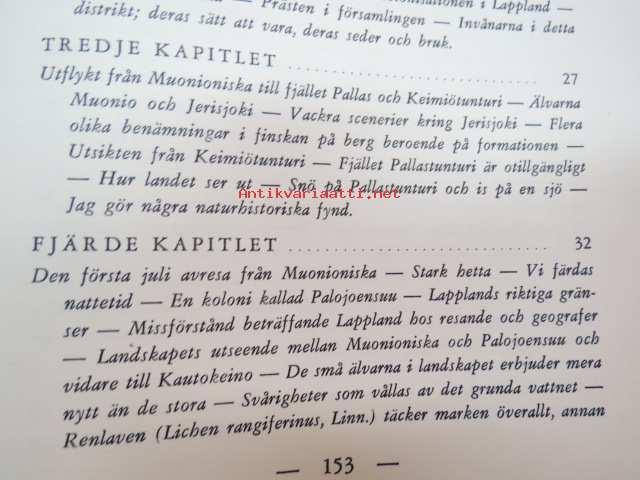 i Lappland —
distrikt; deras sätt att vara, deras seder och bruk.
— Prästen i församlingen — Invånarna i detta
TREDJE KAPITLET 27
Utflykt från Muonioniska till fjället Pallas och Keimiötunturi — Älvarna
Muonio och Jerisjoki — Vackra scenerier kring Jerisjoki — Flera
olika benämningar i finskan på berg beroende på formationen —
Utsikten från Keimiötunturi — Fjället Pallastunturi är otillgängligt
— Hur landet ser ut — Snö på Pallastunturi och is på en sjö —
Antikvariaatti.net
Jag gör några naturhistoriska fynd.
FJÄRDE KAPITLET 32
Den första juli avresa från Muonioniska — Stark hetta — Vi färdas
nattetid — En koloni kallad Palojoensuu — Lapplands riktiga grän-
ser — Missförstånd beträffande Lappland hos resande och geografer
— Landskapets utseende mellan Muonioniska och Palojoensuu och
vidare till Kautokeino — De små älvarna i landskapet erbjuder mera
nytt än de stora — Svårigheter som vållas av det grunda vattnet —
Renlaven (Lichen rangiferinus, Linn.) täcker marken överallt, annan
— 153 —